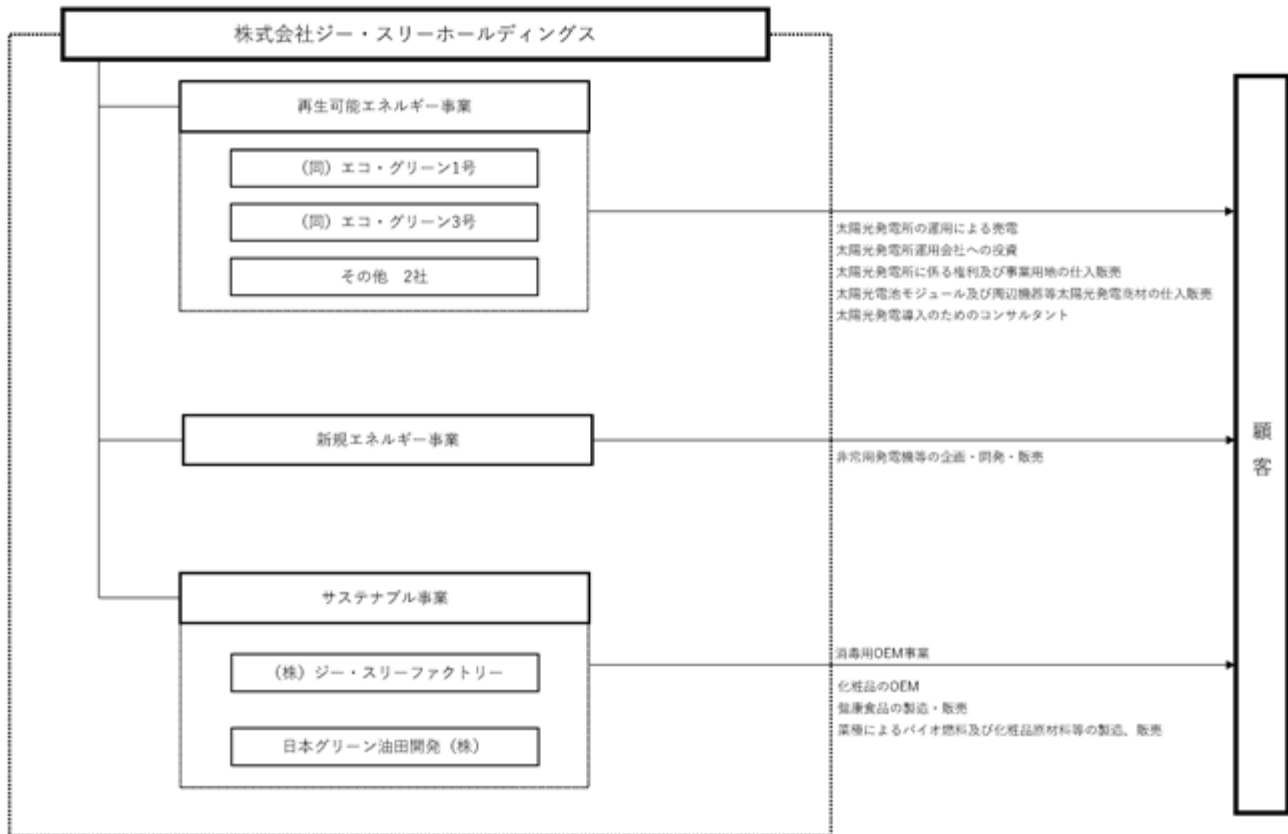 株式会社ジー・スリーホールディングス
再生可能エネルギー事業
(同) エコ・グリーン1号
(同) エコ・グリーン3号
その他 2社
太陽光発電所の運用による売電
太陽光発電所運用会社への投資
太陽光発電所に係る権利及び事業用地の仕入販売
太陽光電池モジュール及び周辺機器等太陽光発電商材の仕入販売
太陽光発電導入のためのコンサルタント
新規エネルギー事業
非常用発電機等の企画・開発・販売
サステナブル事業
(株) ジー・スリーファクトリー
日本グリーン油田開発 (株)
消毒用OEM事業
化粧品のOEM
健康食品の製造・販売
菜種によるバイオ燃料及び化粧品原材料等の製造、販売
顧客